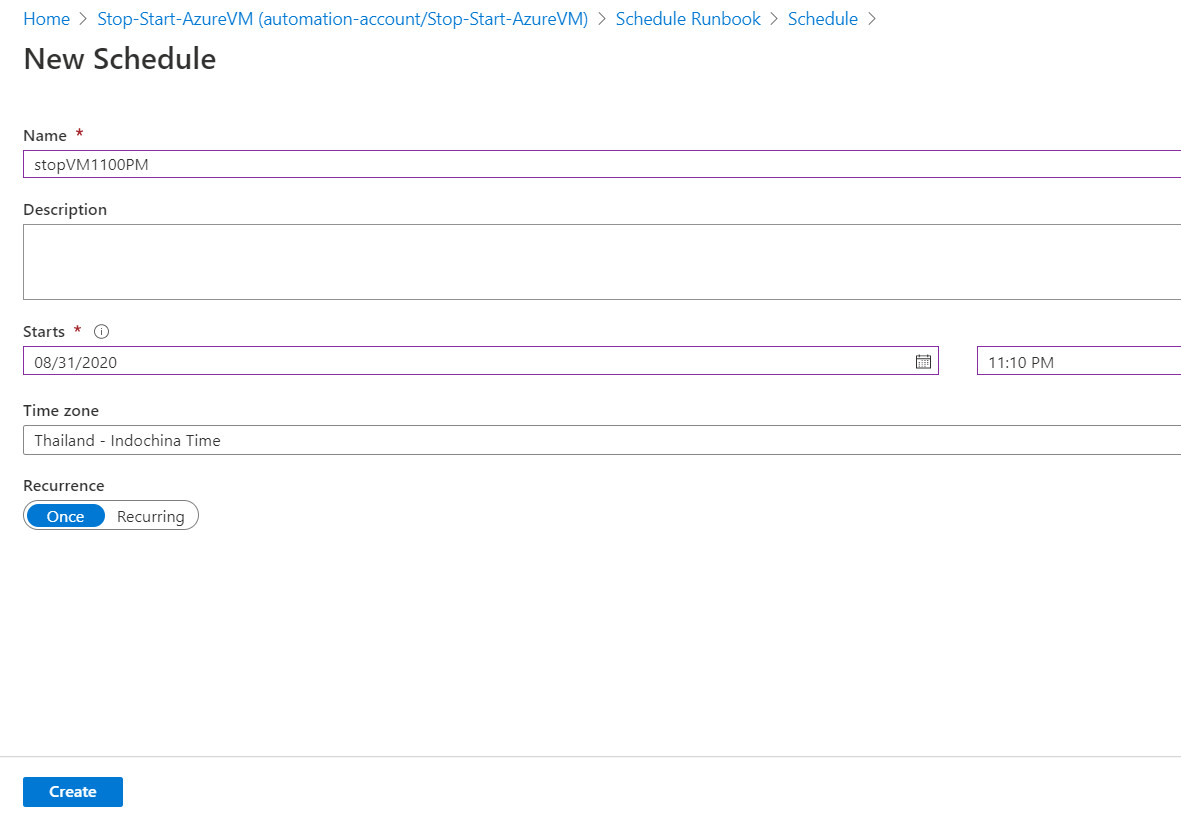 Home > Stop-Start-AzureVM (automation-account/Stop-Start-AzureVM) > Schedule Runbook > Schedule >
New Schedule
Name *
stopVM1100PM
Description
Starts *
08/31/2020 11:10 PM
Time zone
Thailand - Indochina Time
Recurrence
Once Recurring
Create